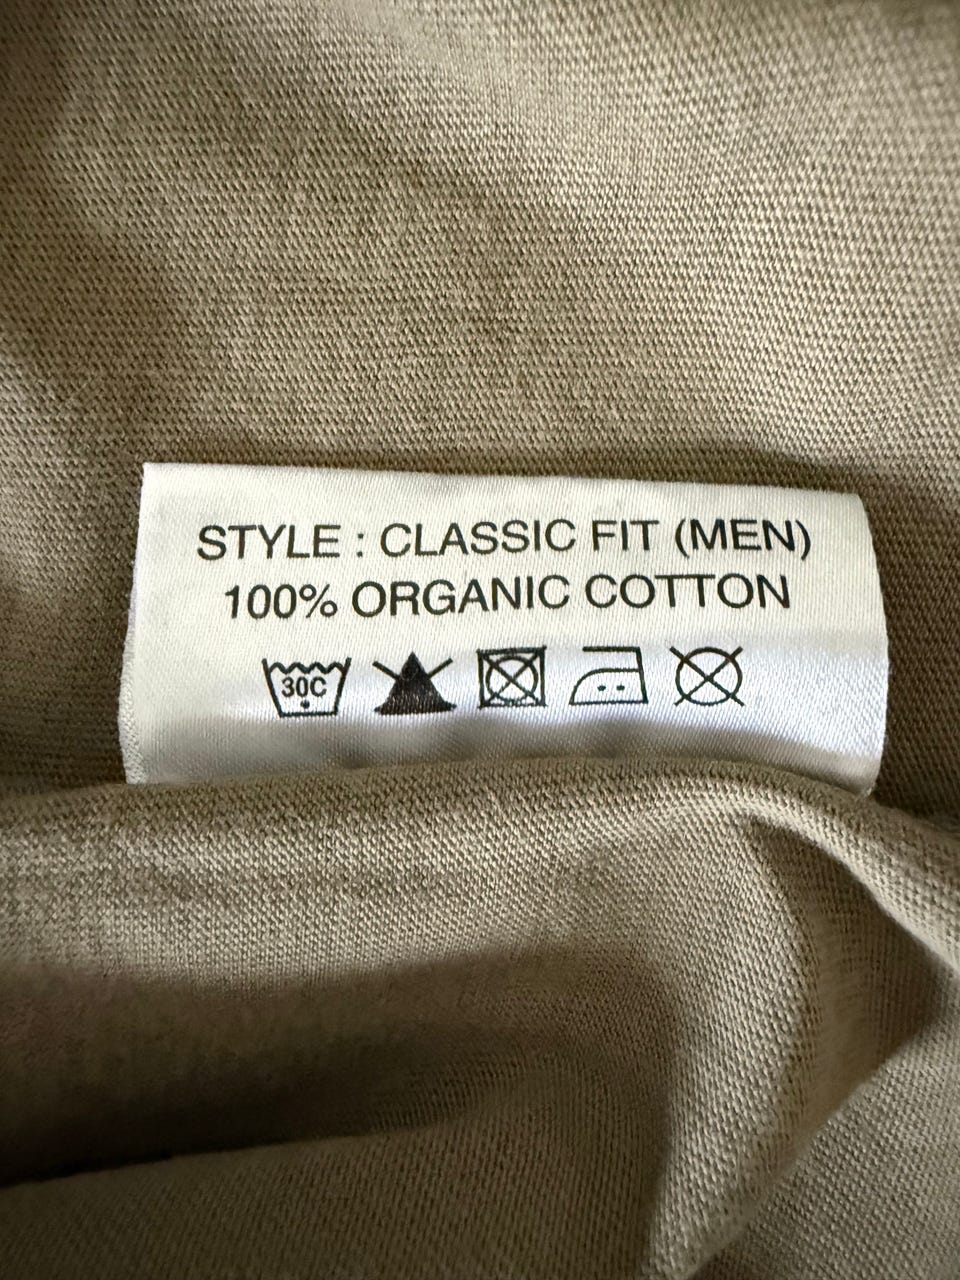 STYLE : CLASSIC FIT (MEN)
100% ORGANIC COTTON
30C